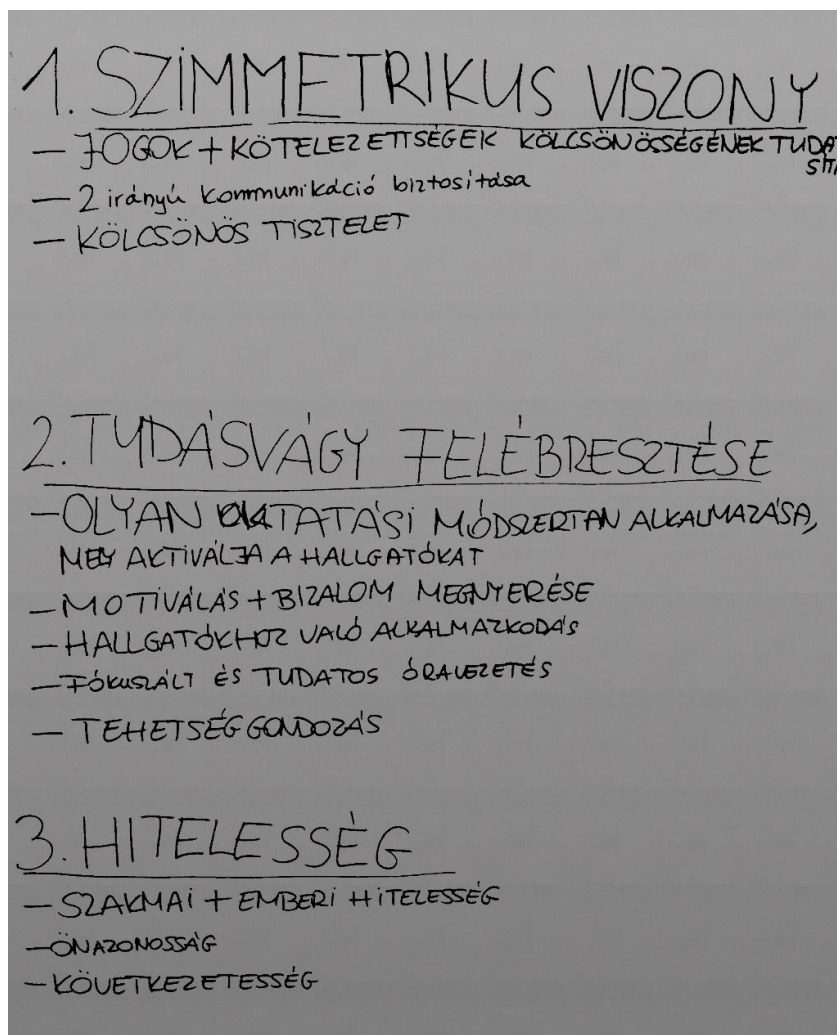 1. SZIMMETRIKUS VISZONY
— JOGOK + KÖTELEZETTSÉGEK KÖLCSÖNÖSSÉGÉNEK
— 2 irányú kommunikáció biztosítása
— KÖLCSÖNÖS TISZTELET
2. TUDÁSVÁGY FELÉBRESZTÉSE
— OLYAN OKTATÁSI MÓDSZERTAN ALKALMAZÁSA,
MELY AKTIVÁLJA A HALLGATÓKAT
— MOTIVÁLÁS + BIZALOM MEGNYERÉSE
— HALLGATÓKHOZ VALÓ ALKALMAZKODÁS
— FÓKUSZÁLT ÉS TUDATOS ÓRAVEZETÉS
— TEHETSÉGGONDOZÁS
3. HITELESSÉG
— SZAKMAI + EMBERI HITELESSÉG
— ÖNAZONOSSÁG
— KÖVETKEZETESSÉG